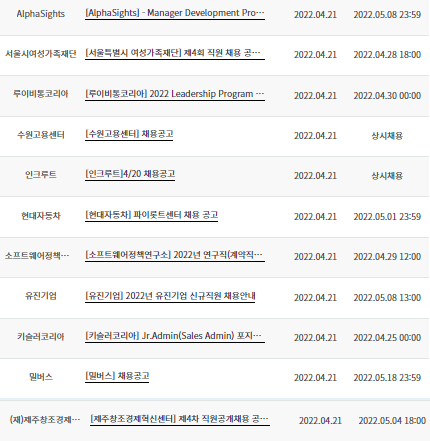 AlphaSights [AlphaSights] - Manager Development Pro··· 2022.04.21 2022.05.08 23:59
서울시여성가족재단 [서울특별시 여성가족재단] 제4회 직원 채용 공··· 2022.04.21 2022.04.28 18:00
루이비통코리아 [루이비통코리아] 2022 Leadership Program ··· 2022.04.21 2022.04.30 00:00
수원고용센터 [수원고용센터] 채용공고 2022.04.21 상시채용
인크루트 [인크루트]4/20 채용공고 2022.04.21 상시채용
현대자동차 [현대자동차] 파이롯트센터 채용 공고 2022.04.21 2022.05.01 23:59
소프트웨어정책··· [소프트웨어정책연구소] 2022년 연구직(계약직··· 2022.04.21 2022.04.29 12:00
유진기업 [유진기업] 2022년 유진기업 신규직원 채용안내 2022.04.21 2022.05.08 13:00
키슬러코리아 [키슬러코리아] Jr.Admin(Sales Admin) 포지··· 2022.04.21 2022.04.25 00:00
밀버스 [밀버스] 채용공고 2022.04.21 2022.05.18 23:59
(재)제주창조경제··· [제주창조경제혁신센터] 제4차 직원공개채용 공··· 2022.04.21 2022.05.04 18:00